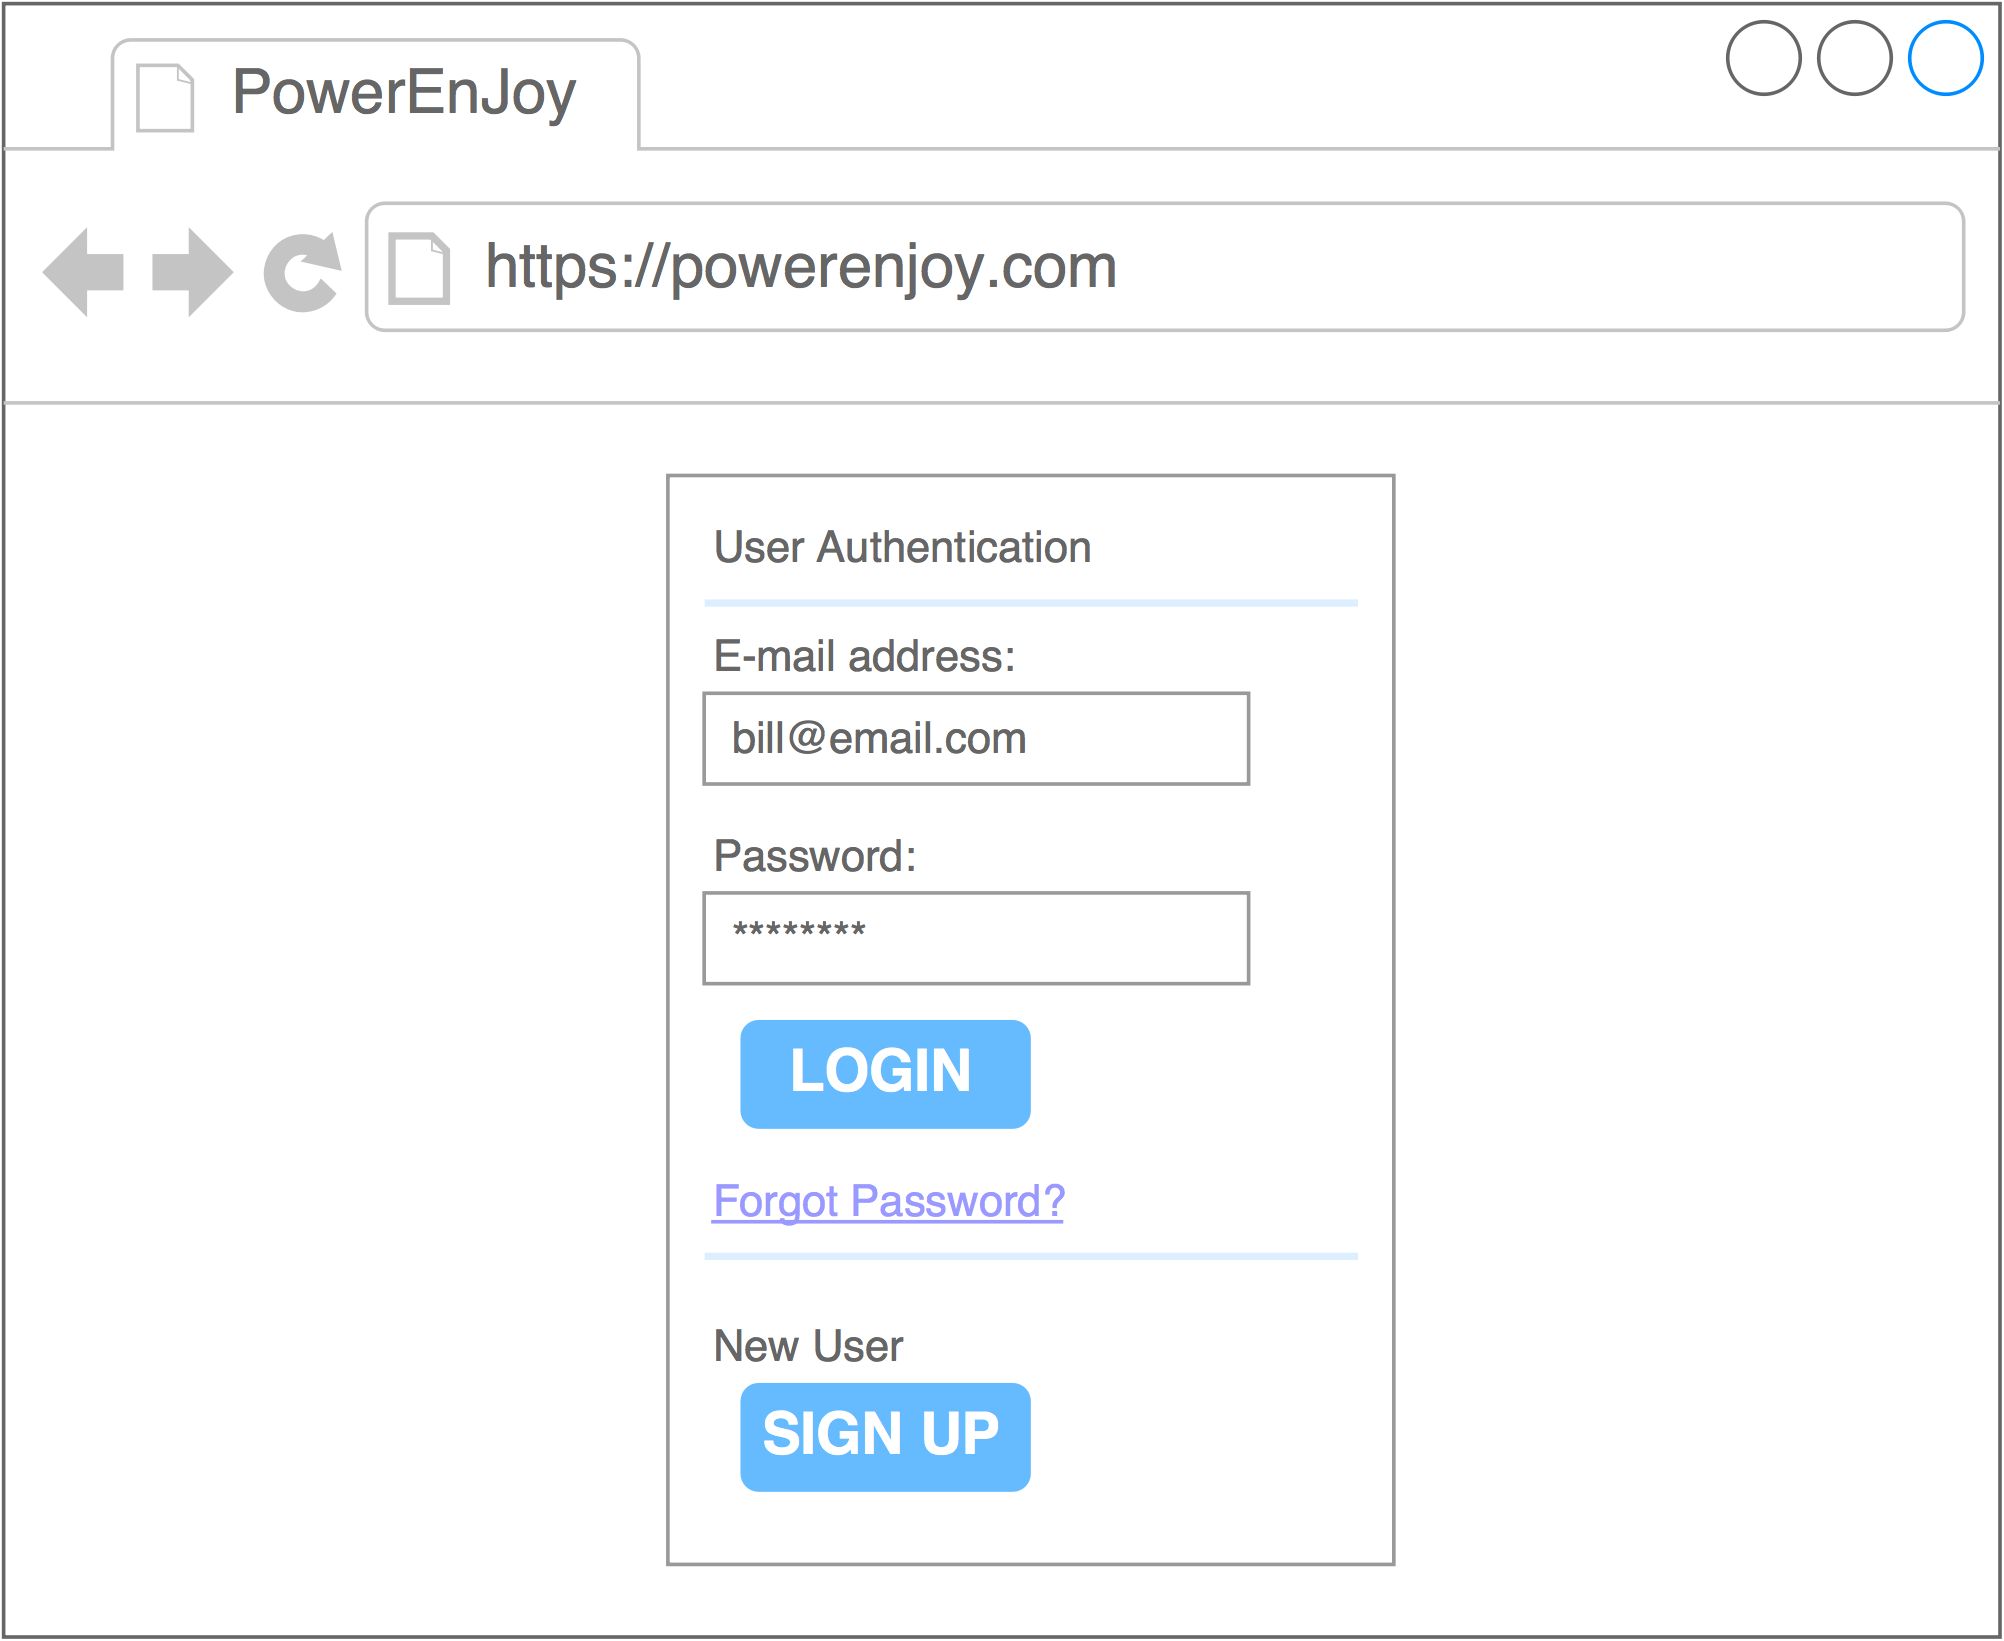 PowerEnJoy
https://powerenjoy.com
User Authentication
E-mail address:
bill@email.com
Password:
********
LOGIN
Forgot Password?
New User
SIGN UP